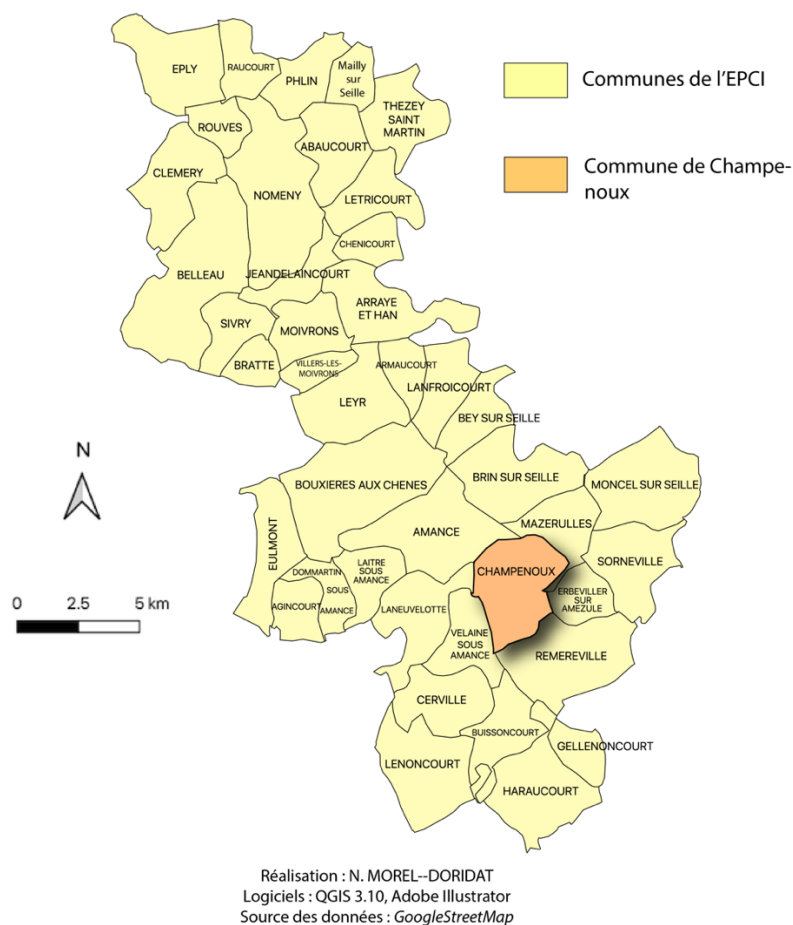 EPLY
RAUCOURT
PHLIN
Mailly
sur
Seille
THEZEY
SAINT
MARTIN
ROUVES
ABAUCOURT
CLEMERY
NOMENY
LETRICOURT
CHENICOURT
BELLEAU
JEANDELAINCOURT
ARRAYE
ET HAN
SIVRY
MOIVRONS
BRATTE
VILLERS-LES-
MOIVRONS
ARMAUCOURT
LANFROICOURT
LEYR
BEY SUR SEILLE
BOUXIERES AUX CHENES
BRIN SUR SEILLE
MONCEL SUR SEILLE
AMANCE
MAZERULLES
EULMONT
SORNEVILLE
LAITRE
SOUS
AMANCE
DOMMARTIN
SOUS
AMANCE
CHAMPENOUX
ERBEVILLER
SUR
AMEZULE
AGINCOURT
LANEUVELOTTE
VELAINE
SOUS
AMANCE
REMEREVILLE
CERVILLE
BUISSONCOURT
GELLENONCOURT
LENONCOURT
HARAUCOURT
Communes de l'EPCI
Commune de Champe-
noux
N
0 2.5 5 km
Réalisation : N. MOREL--DORIDAT
Logiciels : QGIS 3.10, Adobe Illustrator
Source des données : GoogleStreetMap